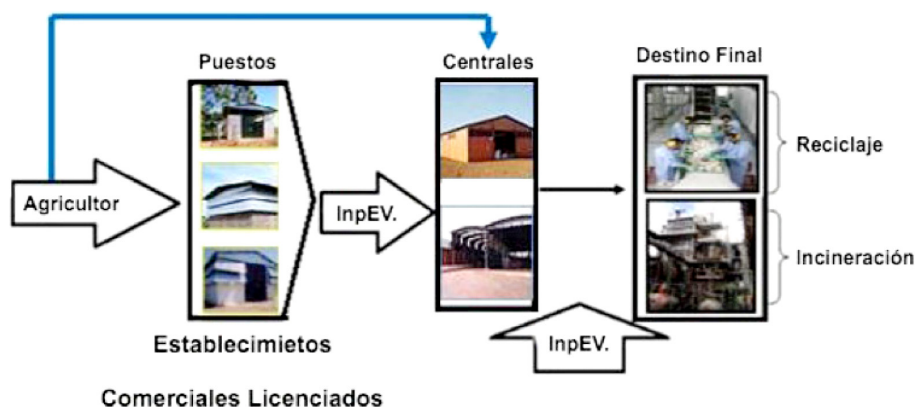 Puestos
Centrales
Destino Final
Agricultor
InpEV.
Reciclaje
Incineración
InpEV.
Establecimietos
Comerciales Licenciados